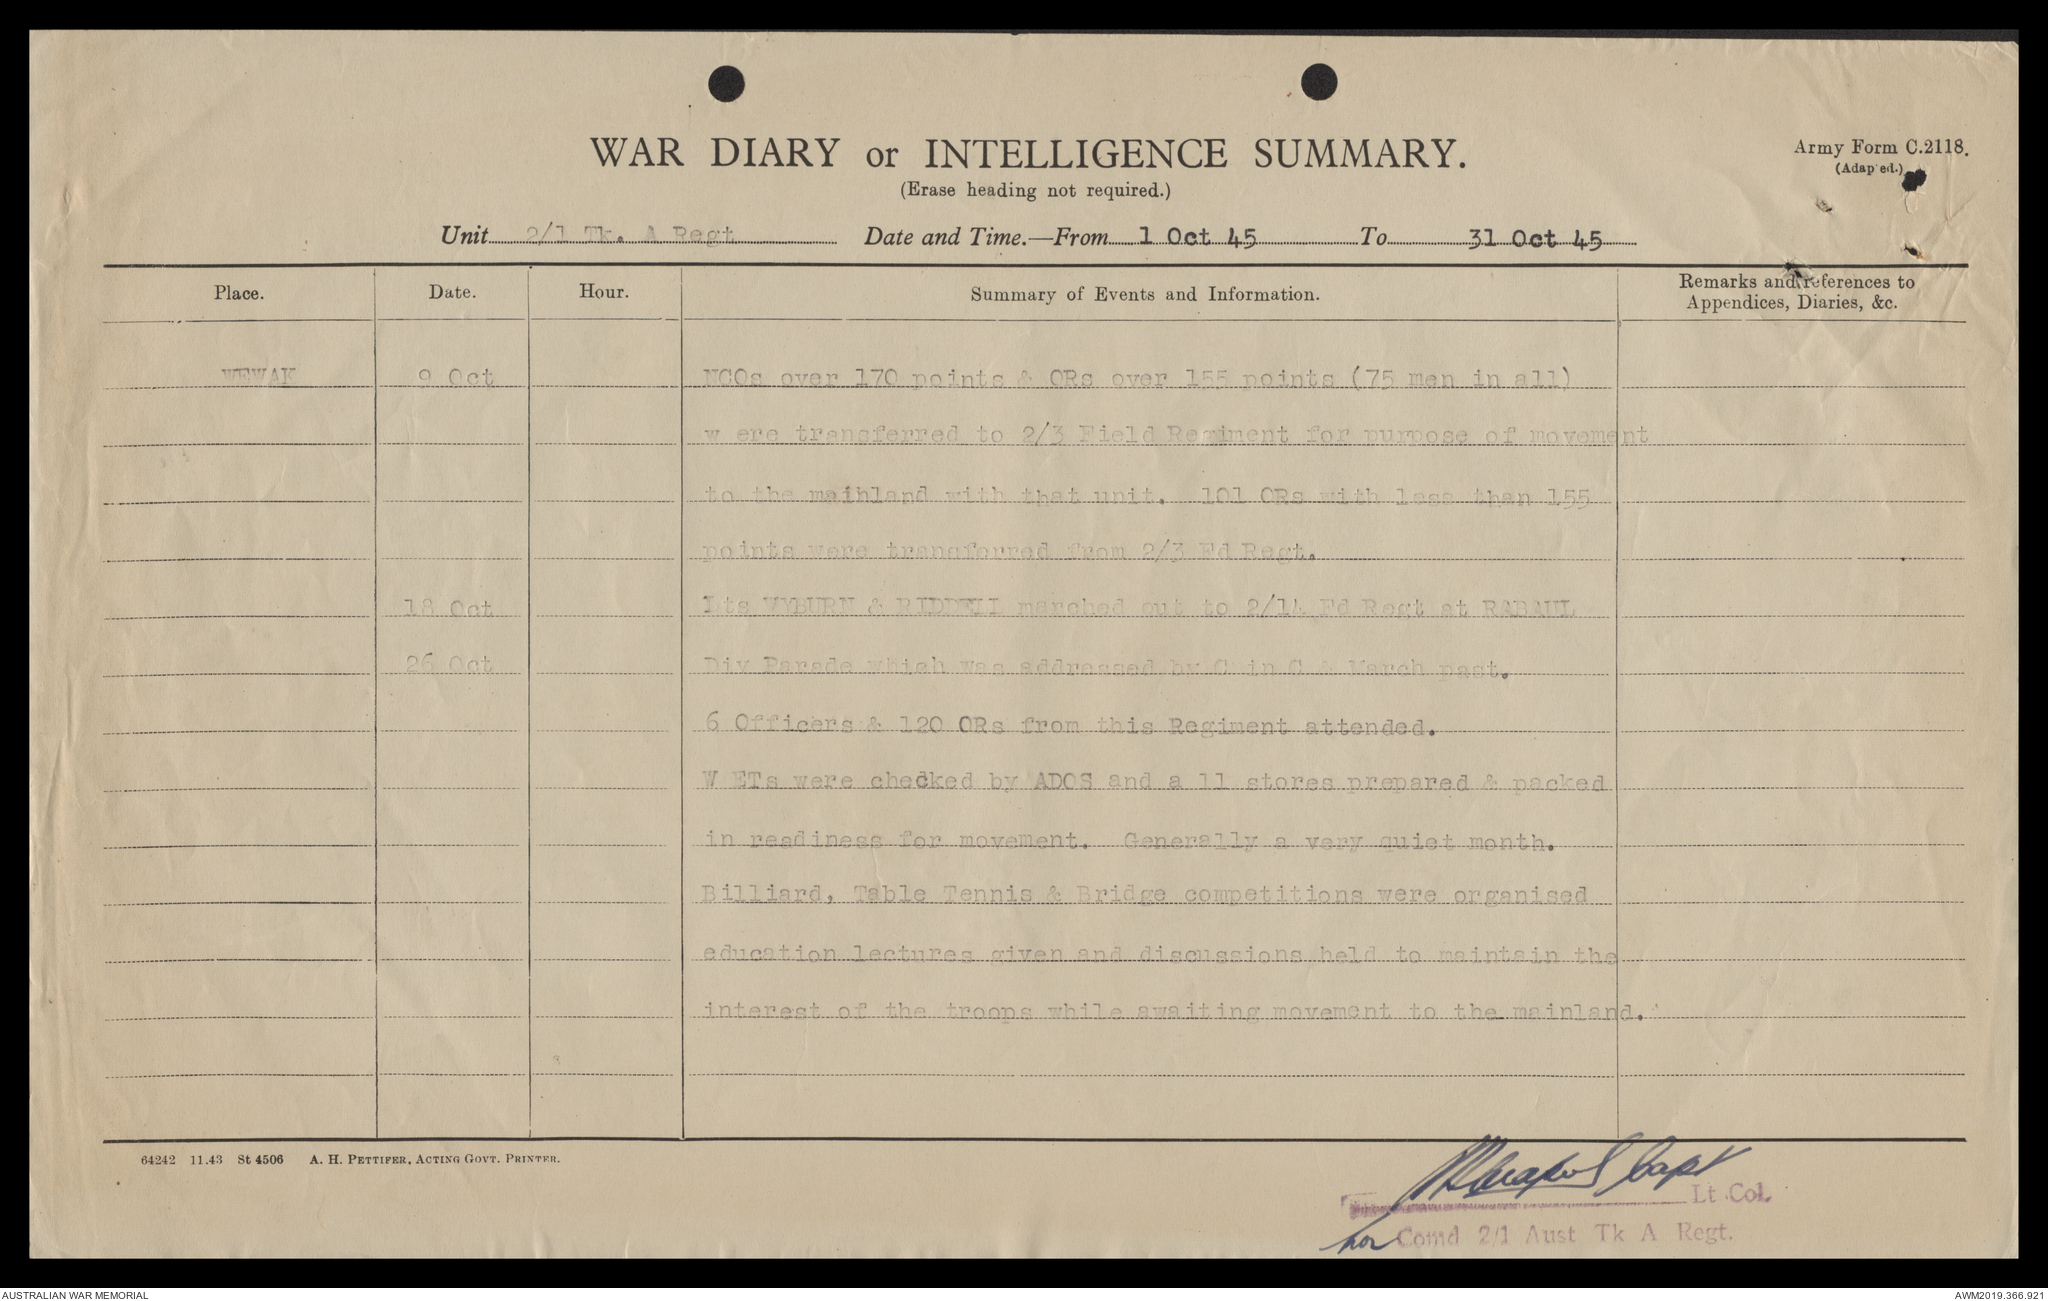 WAR DIARY or INTELLIGENCE SUMMARY.
(Erase heading not required.)
Army Form C.2118.
(Adapted.)
Unit 2/1 Tk. A Regt Date and Time.—From 1 Oct 45 To 31 Oct 45
Place. Date. Hour. Summary of Events and Information. Remarks and references to
Appendices, Diaries, &c.
WEWAK 9 Oct NCOs over 170 points & ORs over 155 points (75 men in all)
w ere transferred to 2/3 Field Regiment for purpose of movement
to the mainland with that unit. 101 ORs with less than 155
points were transferred from 2/3 Fd Regt.
18 Oct Lts WYBURN & RIDDELL marched out to 2/14 Fd Regt at RABAUL
26 Oct Div Parade which was addressed by C in C & March past.
6 Officers & 120 ORs from this Regiment attended.
W ETs were checked by ADOS and a 11 stores prepared & packed
in readiness for movement. Generally a very quiet month.
Billiard, Table Tennis & Bridge competitions were organised
education lectures given and discussions held to maintain the
interest of the troops while awaiting movement to the mainland.
64242 11.43 St 4506 A. H. PETTIFER, ACTING GOVT. PRINTER.
Capt
Lt Col.
for Comd 2/1 Aust Tk A Regt.
AUSTRALIAN WAR MEMORIAL
AWM2019.366.921